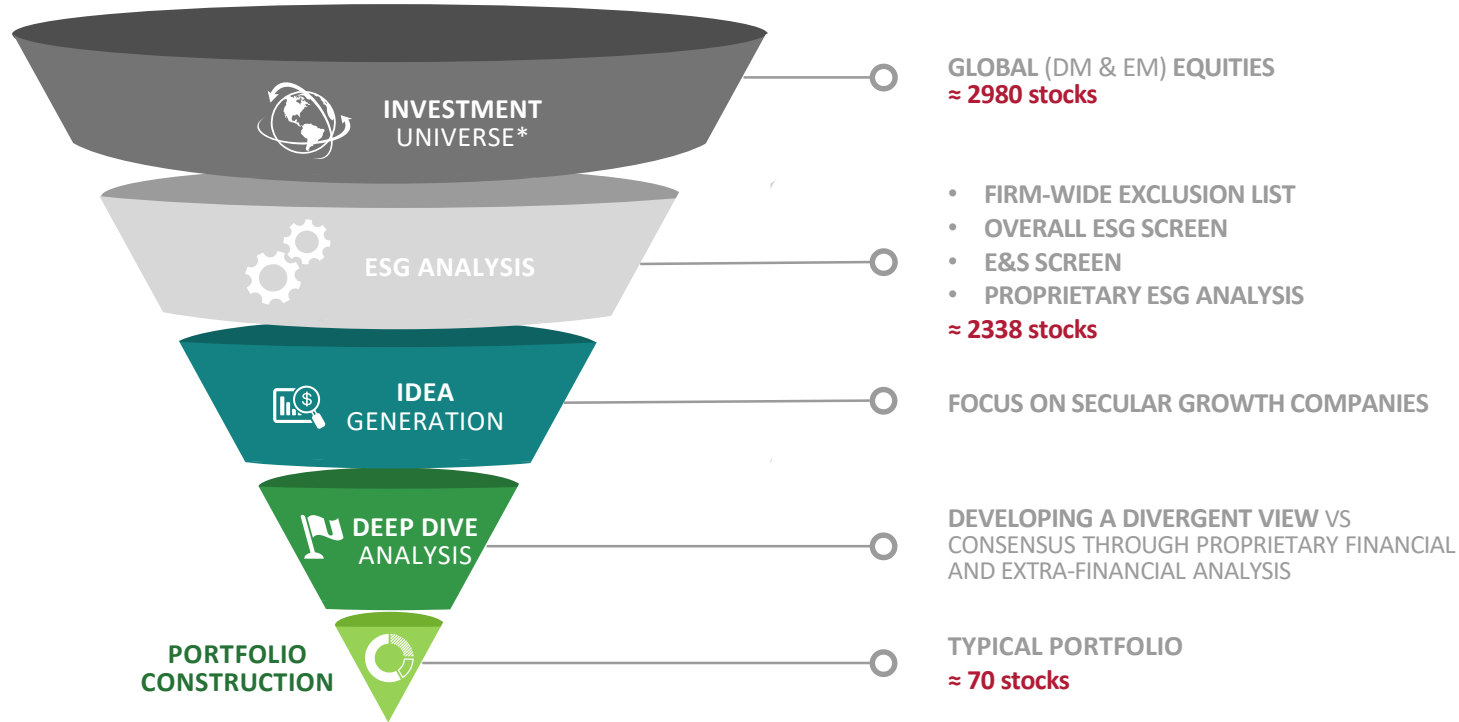 INVESTMENT
UNIVERSE*
GLOBAL (DM & EM) EQUITIES
≈ 2980 stocks
ESG ANALYSIS
• FIRM-WIDE EXCLUSION LIST
• OVERALL ESG SCREEN
• E&S SCREEN
• PROPRIETARY ESG ANALYSIS
≈ 2338 stocks
$
IDEA
GENERATION
FOCUS ON SECULAR GROWTH COMPANIES
DEEP DIVE
ANALYSIS
DEVELOPING A DIVERGENT VIEW VS
CONSENSUS THROUGH PROPRIETARY FINANCIAL
AND EXTRA-FINANCIAL ANALYSIS
PORTFOLIO
CONSTRUCTION
TYPICAL PORTFOLIO
≈ 70 stocks